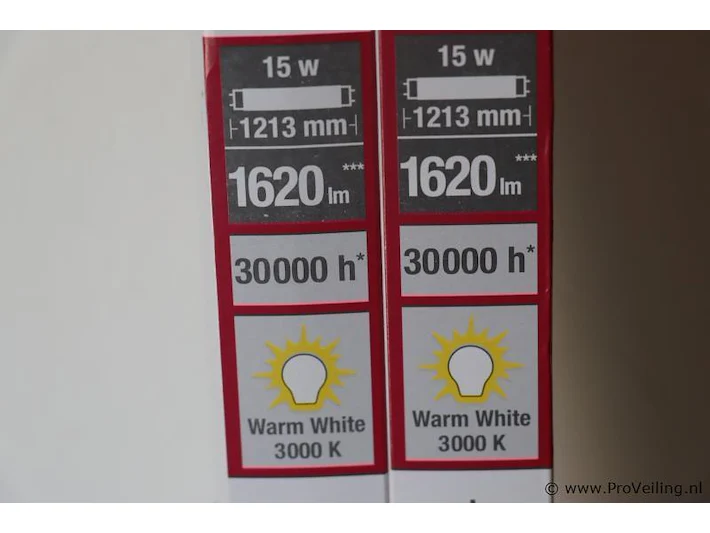 15 w
1213 mm
1620 lm***
30000 h*
Warm White
3000 K
15 w
1213 mm
1620 lm***
30000 h*
Warm White
3000 K
© www.ProVeiling.nl